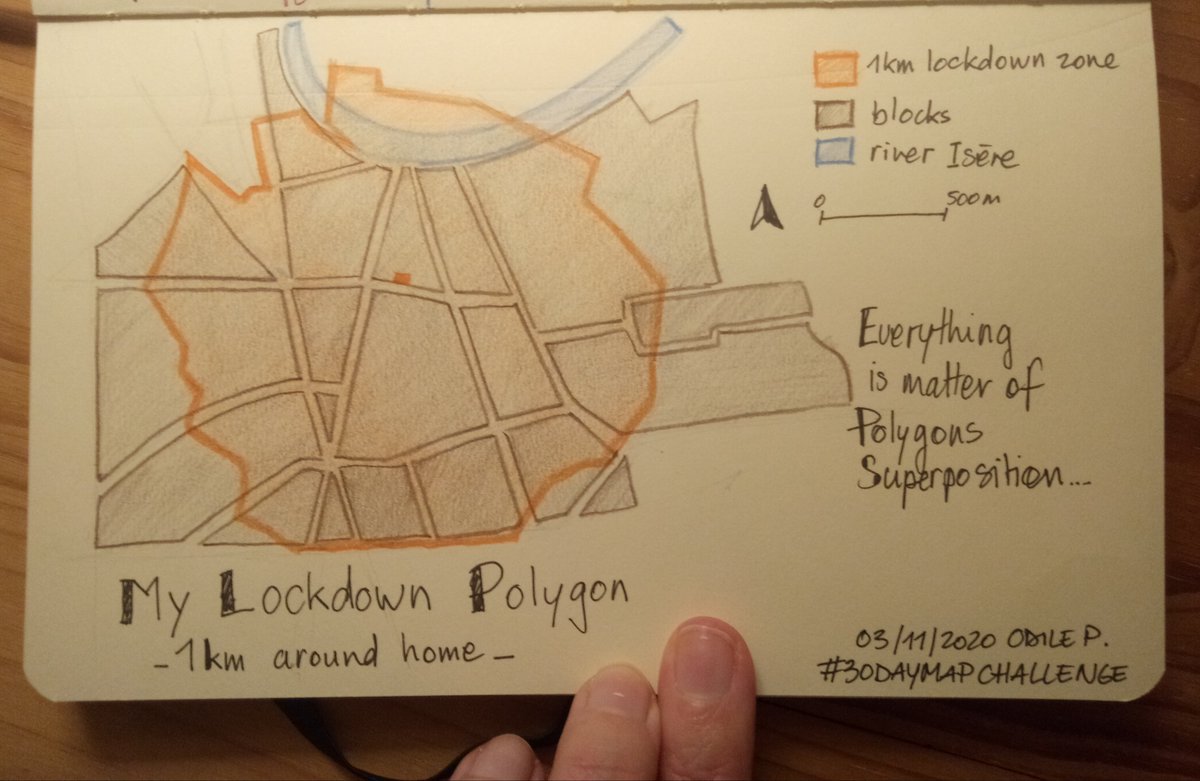 1km lockdown zone
blocks
river Isēre
0 500m
Everything
is matter of
Polygons
Superposition...
My Lockdown Polygon
- 1km around home -
03/11/2020 ODILE P.
#30DAYMAPCHALLENGE